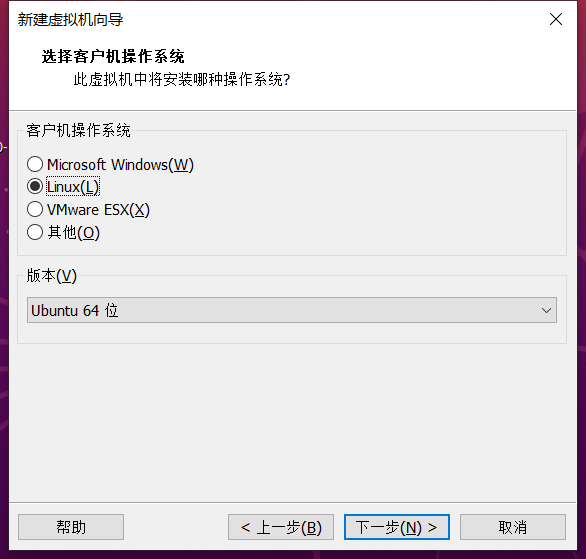 新建虚拟机向导
选择客户机操作系统
此虚拟机中将安装哪种操作系统?
客户机操作系统
Microsoft Windows(W)
Linux(L)
VMware ESX(X)
其他(O)
版本(V)
Ubuntu 64 位
帮助
< 上一步(B)
下一步(N) >
取消